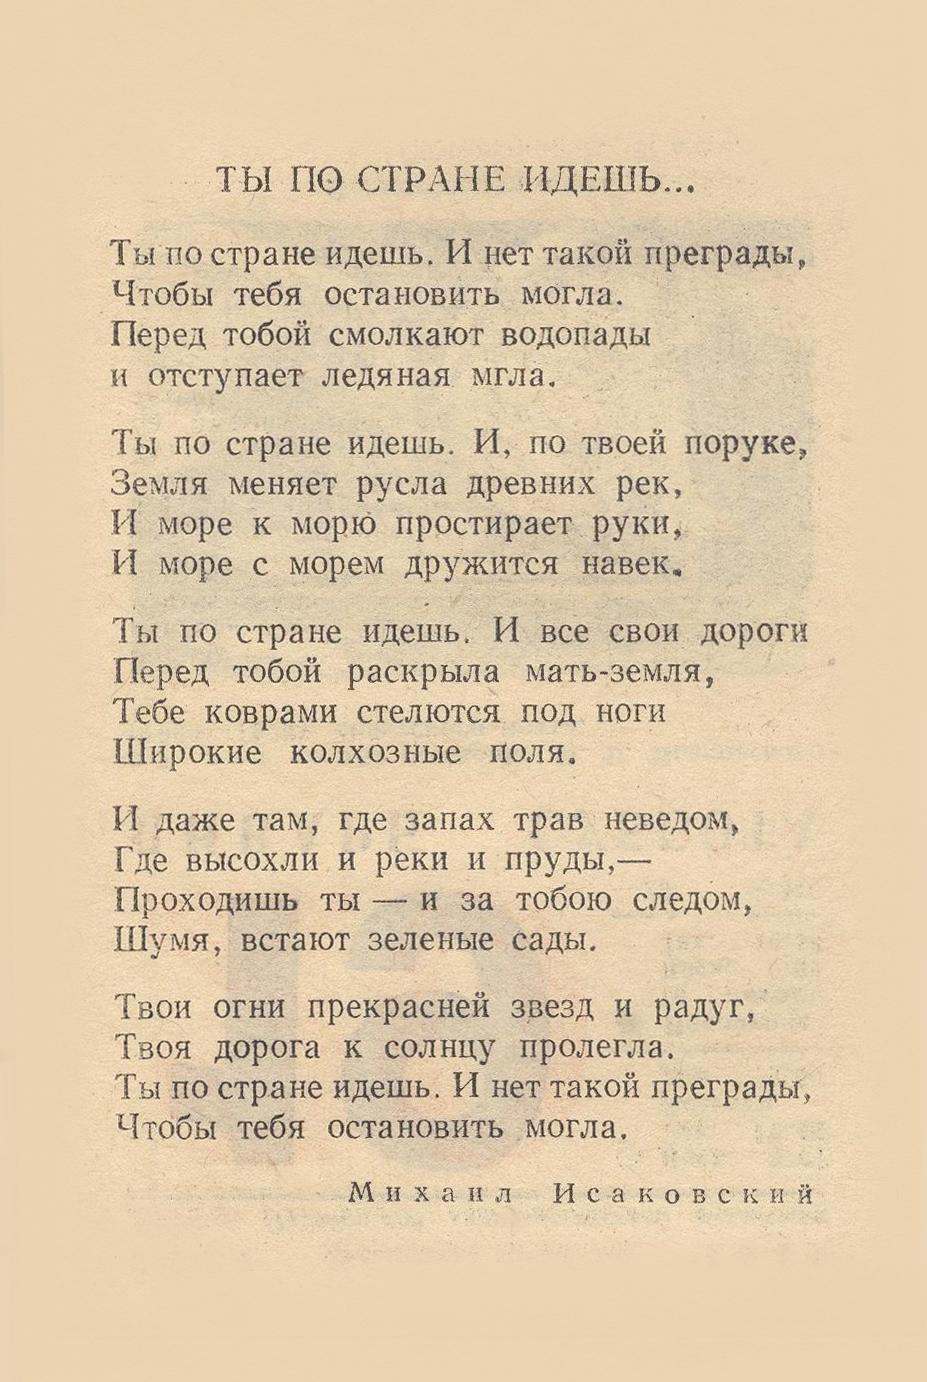 ТЫ ПО СТРАНЕ ИДЕШЬ...
Ты по стране идешь. И нет такой преграды,
Чтобы тебя остановить могла.
Перед тобой смолкают водопады
и отступает ледяная мгла.
Ты по стране идешь. И, по твоей поруке,
Земля меняет русла древних рек,
И море к морю простирает руки,
И море с морем дружится навек.
Ты по стране идешь. И все свои дороги
Перед тобой раскрыла мать-земля,
Тебе коврами стелются под ноги
Широкие колхозные поля.
И даже там, где запах трав неведом,
Где высохли и реки и пруды,—
Проходишь ты — и за тобою следом,
Шумя, встают зеленые сады.
Твои огни прекрасней звезд и радуг,
Твоя дорога к солнцу пролегла.
Ты по стране идешь. И нет такой преграды,
Чтобы тебя остановить могла.
Михаил Исаковский